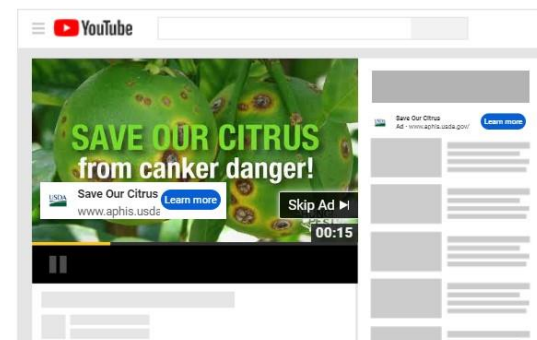 YouTube
SAVE OUR CITRUS
from canker danger!
USDA
Save Our Citrus
www.aphis.usda
Learn more
Skip Ad
00:15
USDA
Save Our Citrus
Ad - www.aphis.usda.gov/
Learn more